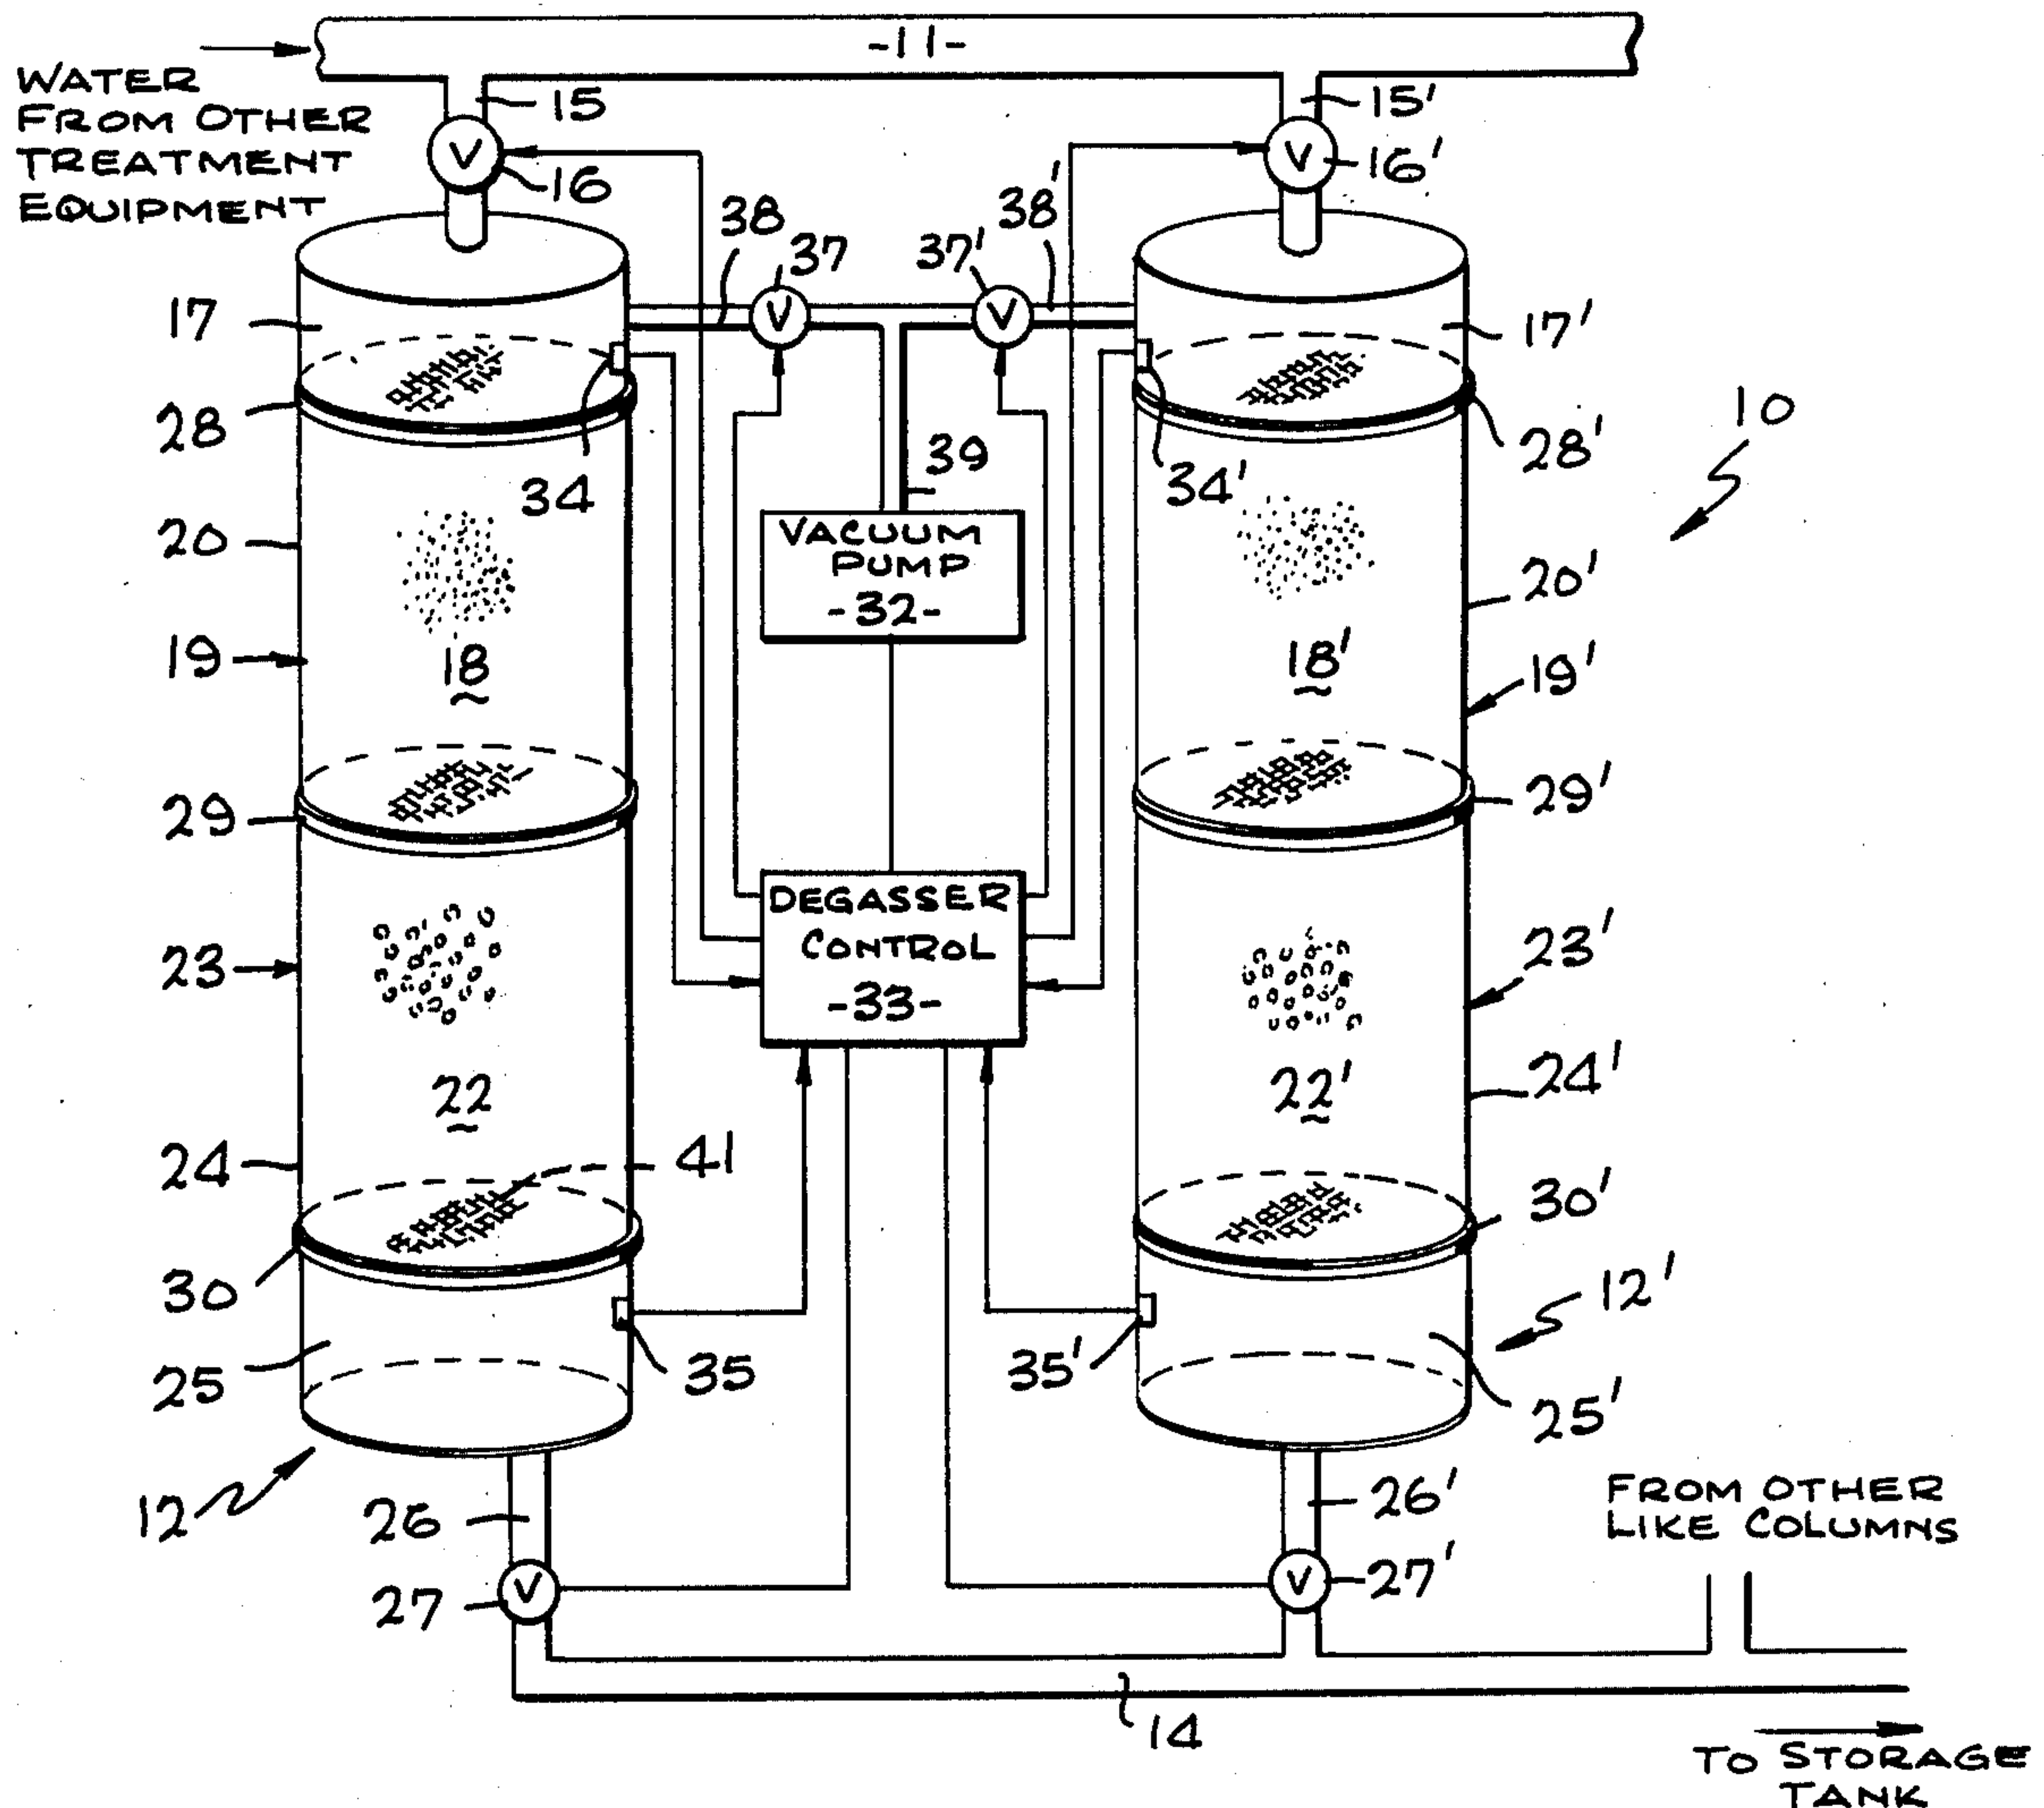 -11-
WATER
FROM OTHER
TREATMENT
EQUIPMENT
15
15'
V
16
V
16'
38
37
37'
38'
V
V
17
17'
28
34
39
34'
28'
10
VACUUM
PUMP
-32-
20
20'
19
18
18'
19'
29
29'
DEGASSER
CONTROL
-33-
23
23'
22
22'
24'
24
41
30'
30
12'
25
35
35'
25'
12
26
26'
FROM OTHER
LIKE COLUMNS
V
27
V
27'
14
TO STORAGE
TANK